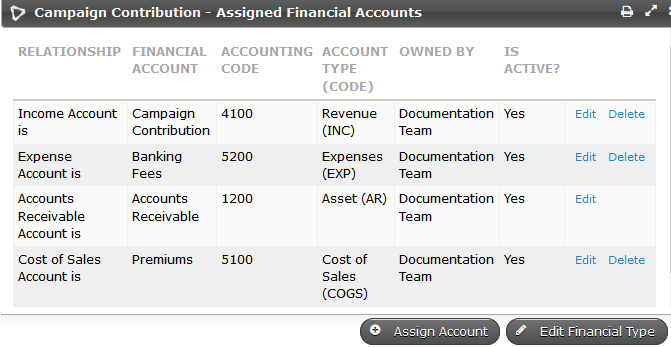 Campaign Contribution - Assigned Financial Accounts
RELATIONSHIP FINANCIAL ACCOUNT ACCOUNTING CODE ACCOUNT TYPE (CODE) OWNED BY IS ACTIVE?
Income Account is Campaign Contribution 4100 Revenue (INC) Documentation Team Yes Edit Delete
Expense Account is Banking Fees 5200 Expenses (EXP) Documentation Team Yes Edit Delete
Accounts Receivable Account is Accounts Receivable 1200 Asset (AR) Documentation Team Yes Edit
Cost of Sales Account is Premiums 5100 Cost of Sales (COGS) Documentation Team Yes Edit Delete
Assign Account Edit Financial Type